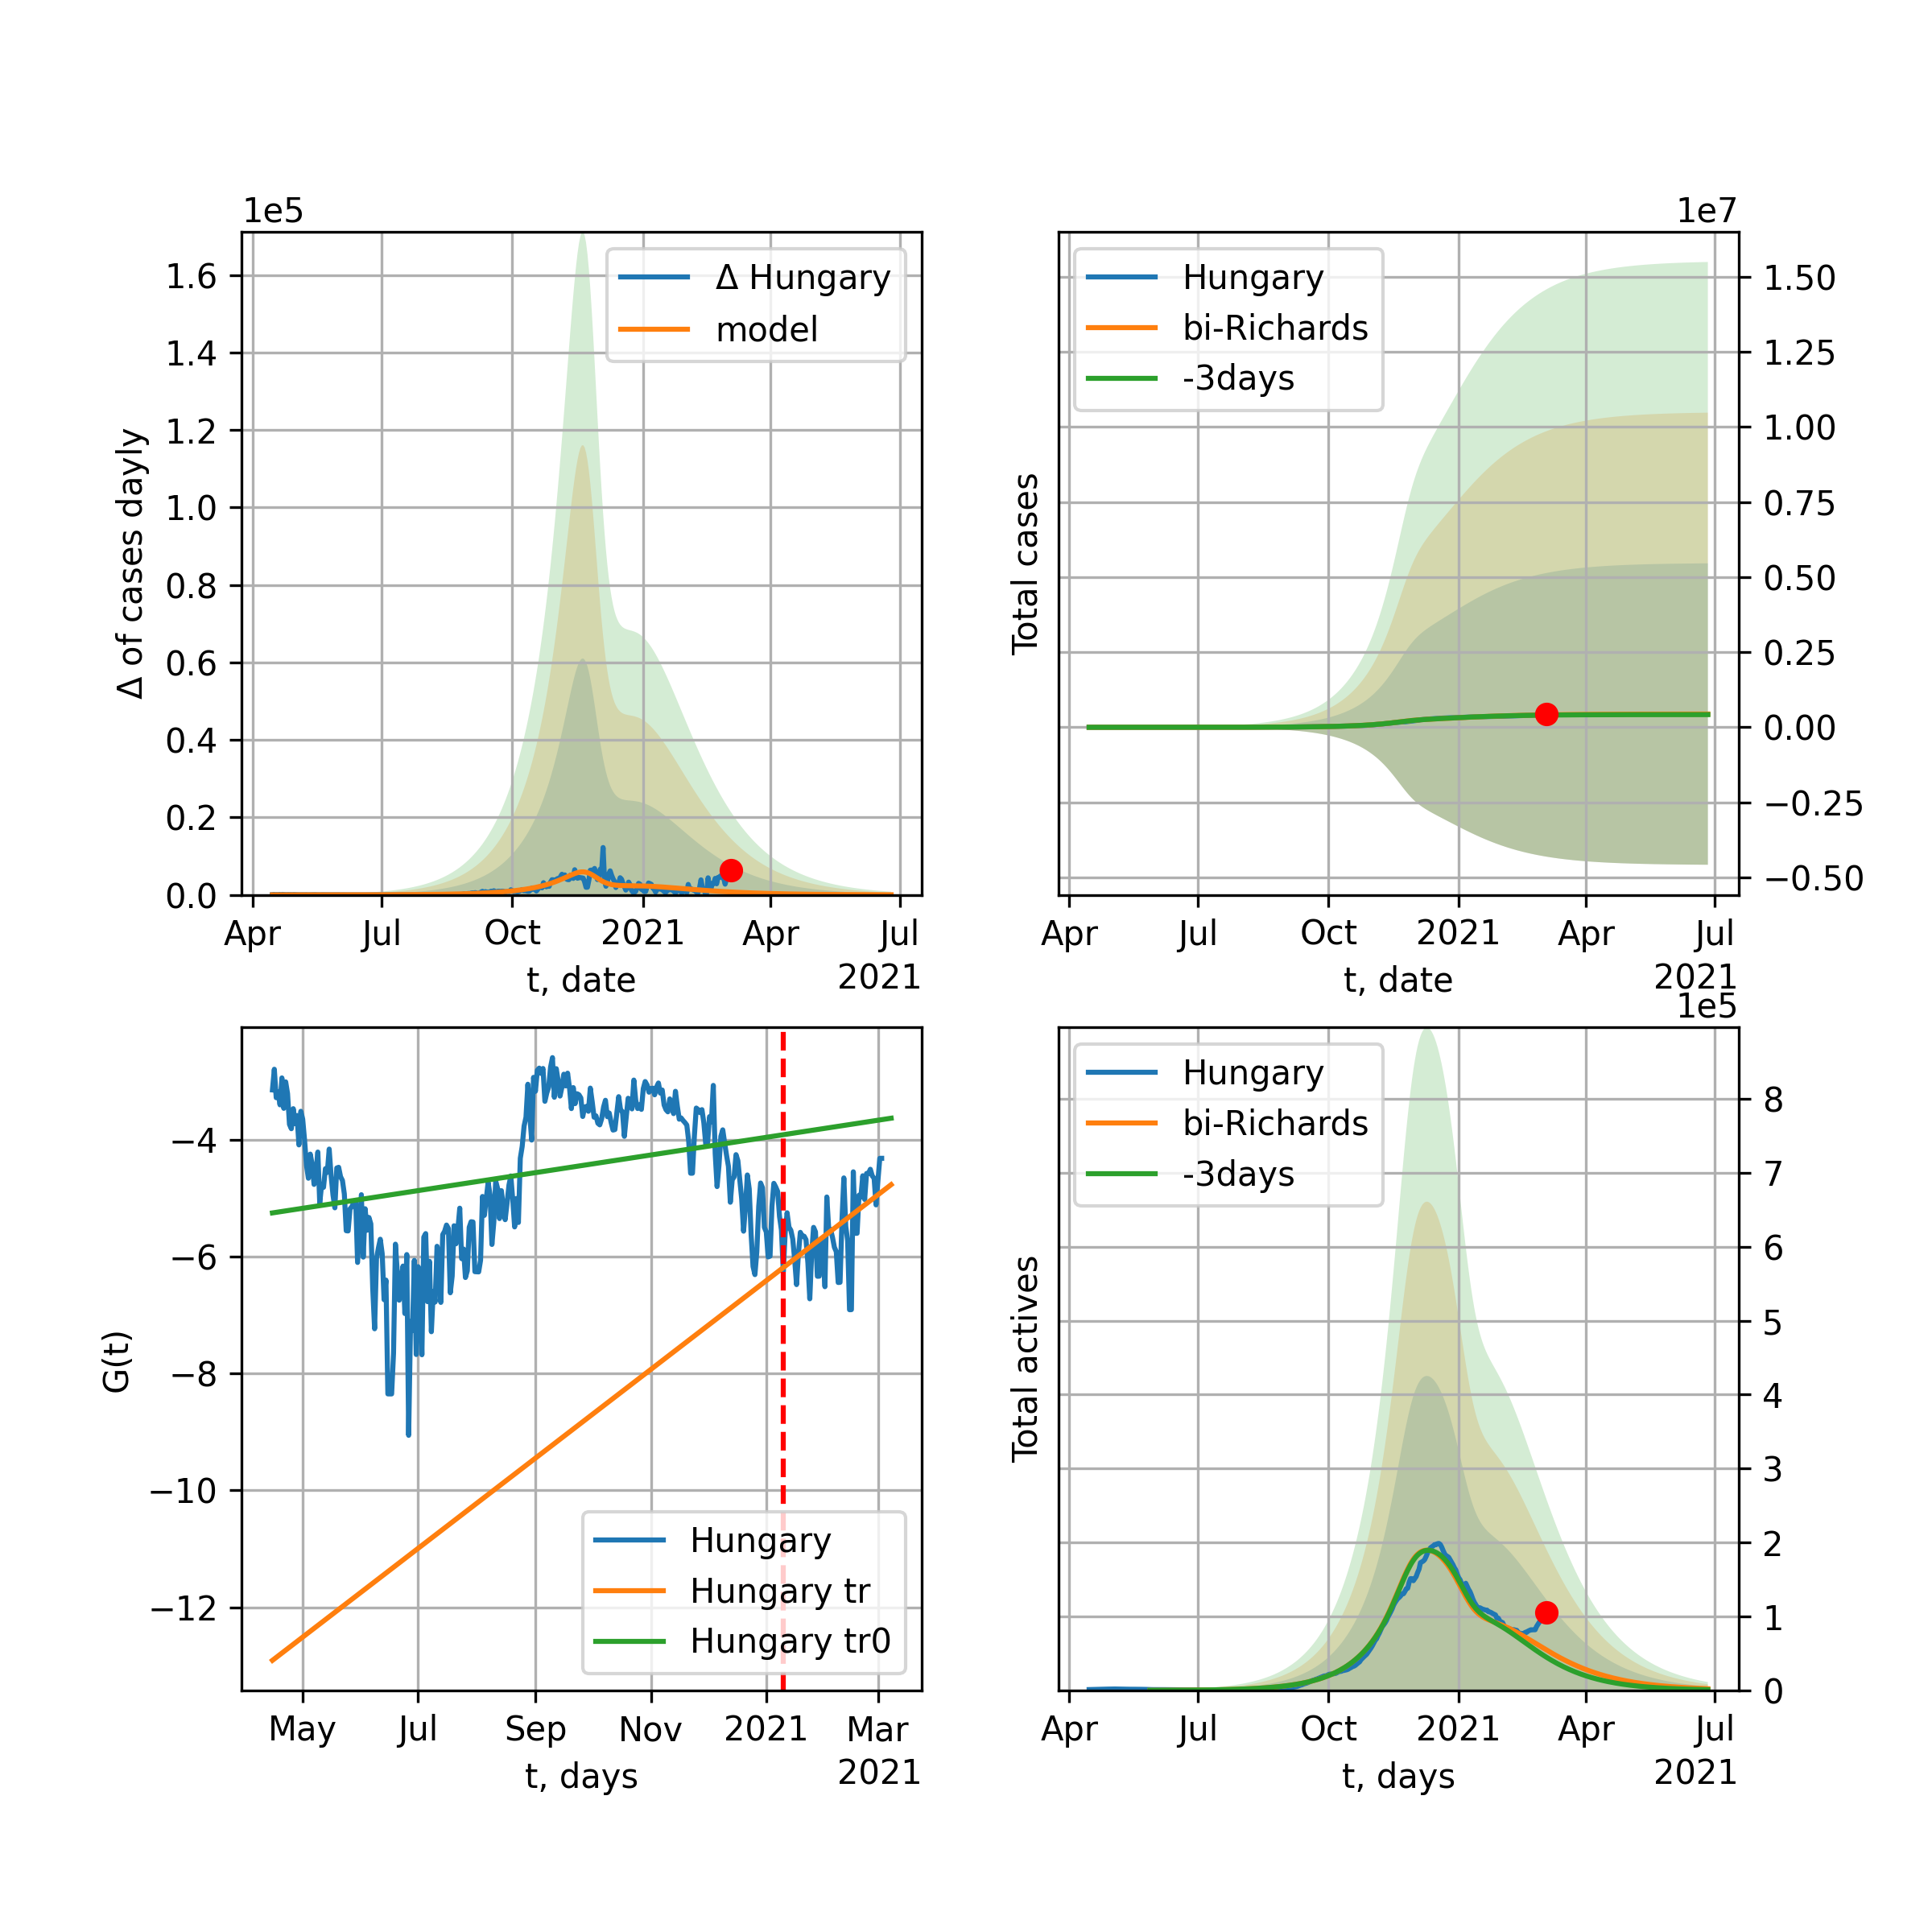 1e5
Δ of cases dayly
1.6
1.4
1.2
1.0
0.8
0.6
0.4
0.2
0.0
Δ Hungary
model
Apr Jul Oct 2021 Apr Jul
t, date 2021
1e7
Total cases
Hungary
bi-Richards
-3days
1.50
1.25
1.00
0.75
0.50
0.25
0.00
−0.25
−0.50
Apr Jul Oct 2021 Apr Jul
t, date 2021
G(t)
−4
−6
−8
−10
−12
Hungary
Hungary tr
Hungary tr0
May Jul Sep Nov 2021 Mar
t, days 2021
1e5
Total actives
Hungary
bi-Richards
-3days
8
7
6
5
4
3
2
1
0
Apr Jul Oct 2021 Apr Jul
t, days 2021